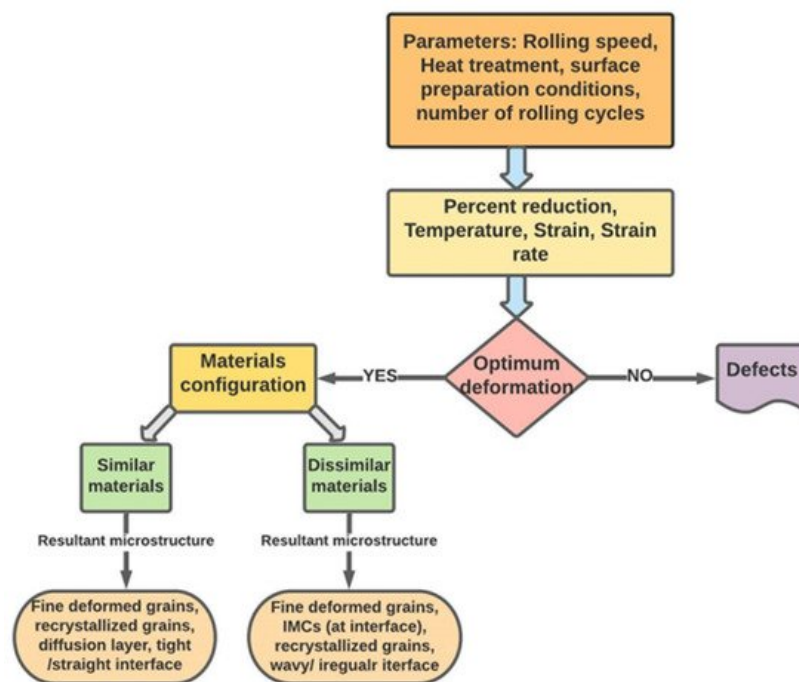 Parameters: Rolling speed,
Heat treatment, surface
preparation conditions,
number of rolling cycles
Percent reduction,
Temperature, Strain, Strain
rate
Optimum
deformation
YES
NO
Defects
Materials
configuration
Similar
materials
Dissimilar
materials
Resultant microstructure
Resultant microstructure
Fine deformed grains,
recrystallized grains,
diffusion layer, tight
/straight interface
Fine deformed grains,
IMCs (at interface),
recrystallized grains,
wavy/ iregualr iterface